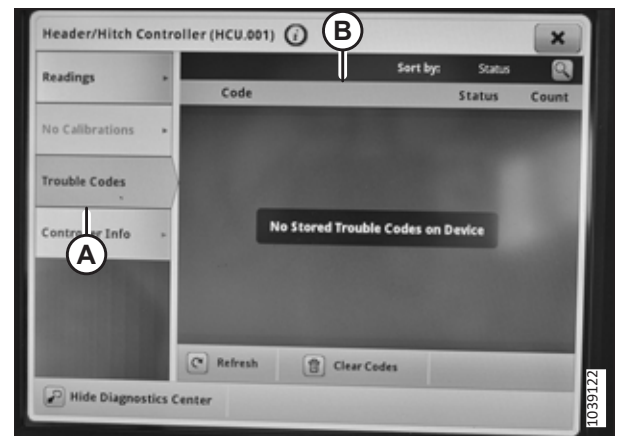 Header/Hitch Controller (HCU.001) i
B
Readings
Sort by: Status
Code Status Count
No Calibrations
Trouble Codes
A
No Stored Trouble Codes on Device
Info
Refresh Clear Codes
Hide Diagnostics Center
1039122